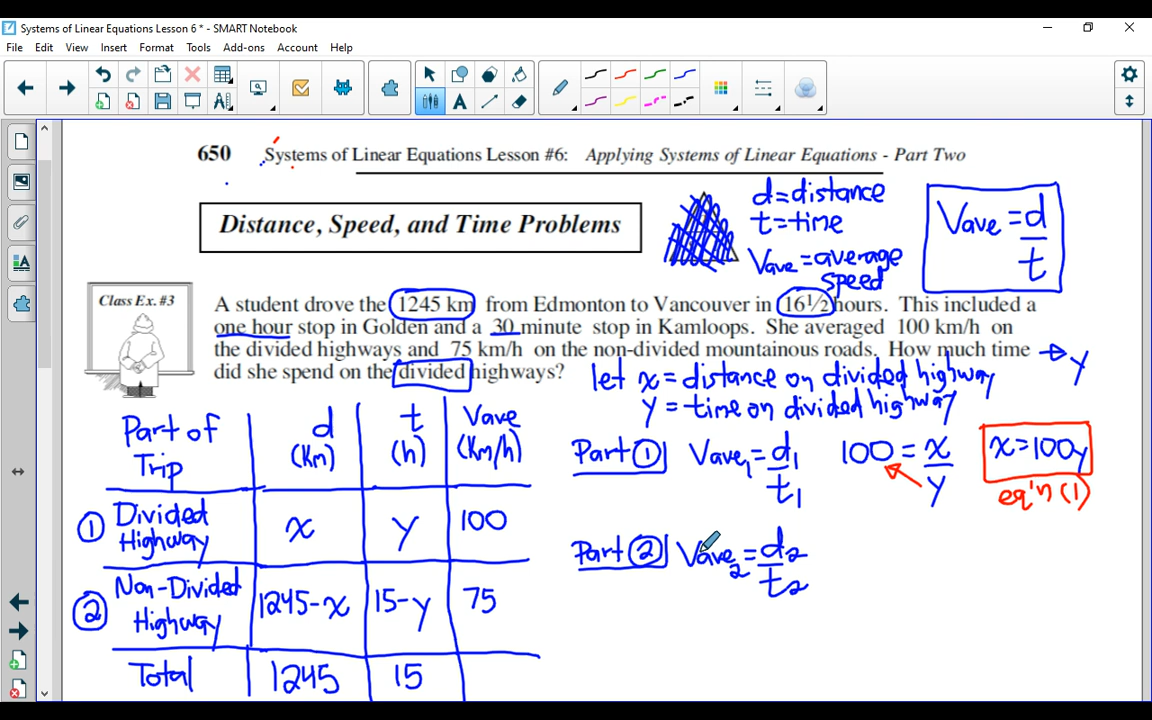 Systems of Linear Equations Lesson 6 * - SMART Notebook
File Edit View Insert Format Tools Add-ons Account Help
650 Systems of Linear Equations Lesson #6: Applying Systems of Linear Equations - Part Two
Distance, Speed, and Time Problems
d=distance
t=time
Vave=average
speed
Vave = d/t
Class Ex. #3
A student drove the 1245 km from Edmonton to Vancouver in 16 1/2 hours. This included a
one hour stop in Golden and a 30 minute stop in Kamloops. She averaged 100 km/h on
the divided highways and 75 km/h on the non-divided mountainous roads. How much time
did she spend on the divided highways?
→ y
let x = distance on divided highway
y = time on divided highway
Part of Trip d (Km) t (h) Vave (Km/h)
① Divided Highway x y 100
② Non-Divided Highway 1245-x 15-y 75
Total 1245 15
Part ① Vave₁ = d₁/t₁ 100 = x/y x=100y
eq'n (1)
Part ② Vave₂ = d₂/t₂